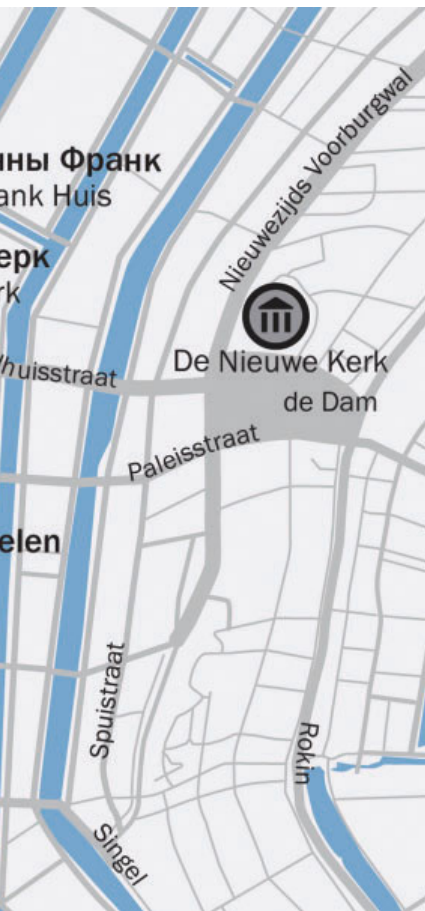 Nieuwezijds Voorburgwal
нны Франк
ank Huis
ерк
rk
De Nieuwe Kerk
huisstraat
de Dam
Paleisstraat
elen
Spuistraat
Rokin
Singel